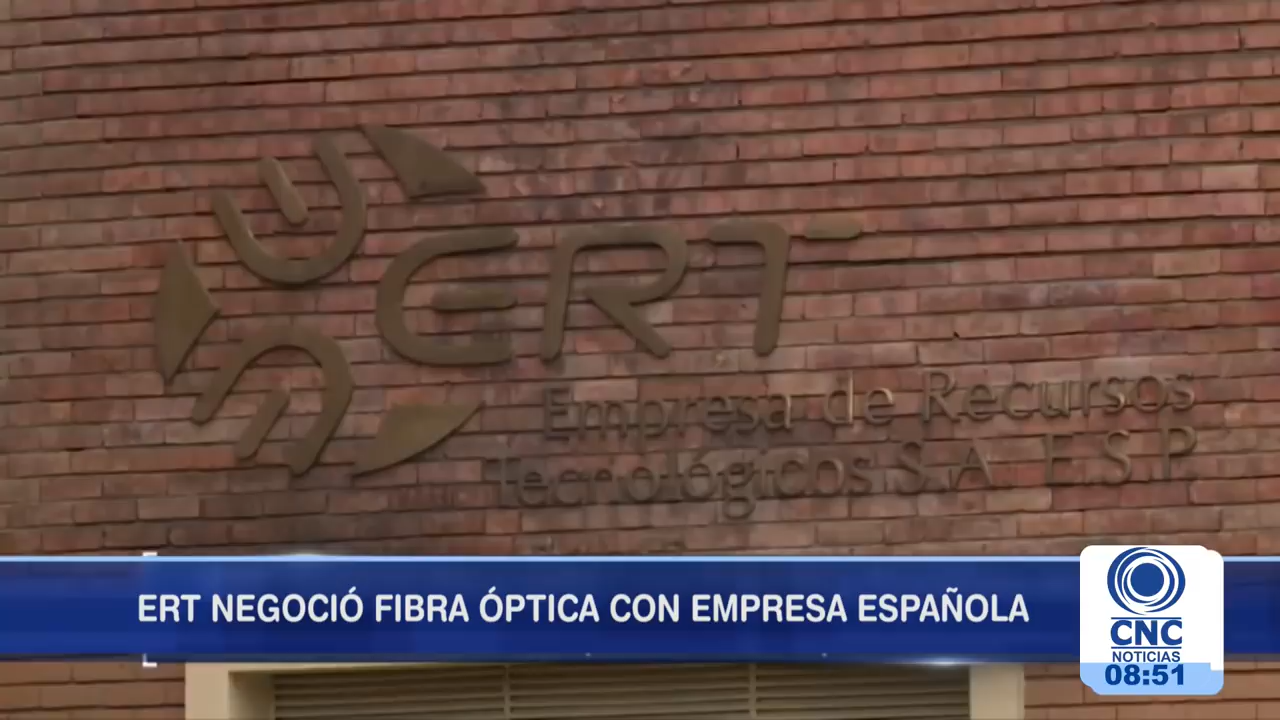 ERT
Empresa de Recursos
Tecnológicos S.A. E.S.P.
ERT NEGOCIÓ FIBRA ÓPTICA CON EMPRESA ESPAÑOLA
CNC
NOTICIAS
08:51